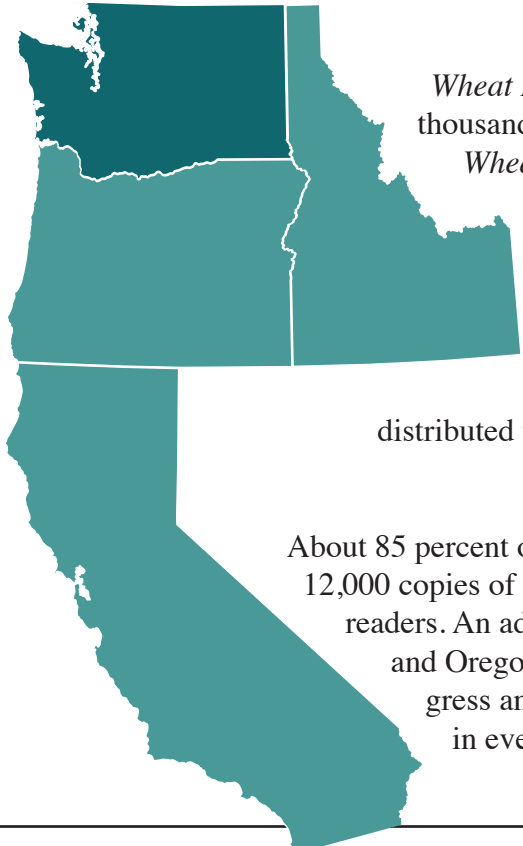 Wheat
thousand
Whea
distributed
About 85 percent
12,000 copies of
readers. An ad
and Orego
gress an
in eve